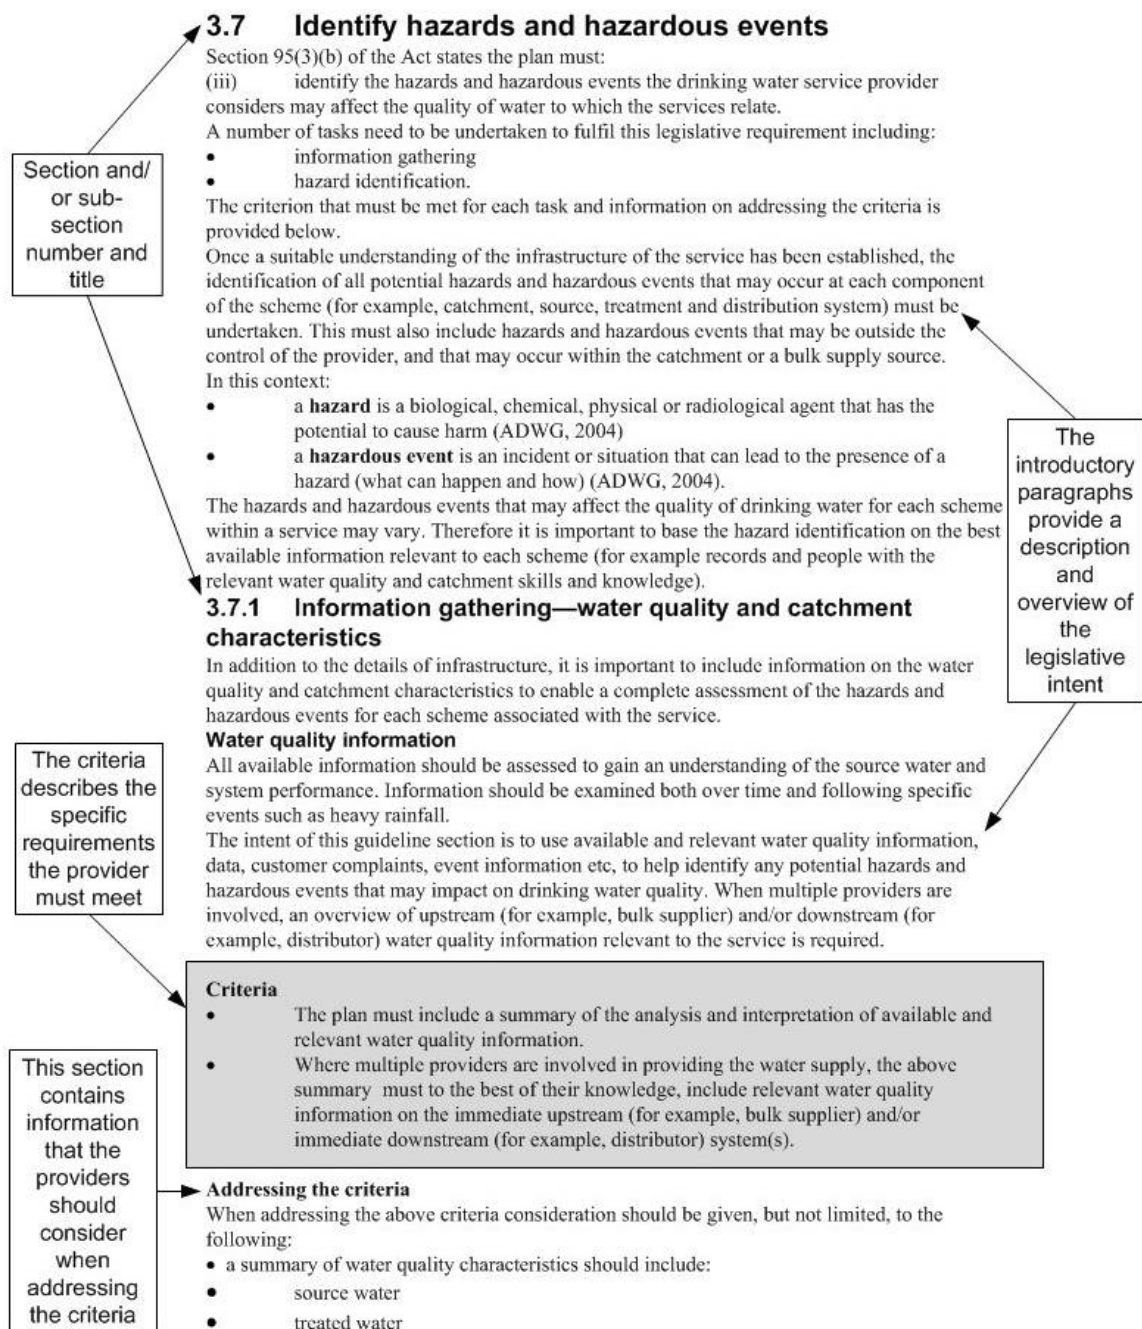 3.7 Identify hazards and hazardous events
Section 95(3)(b) of the Act states the plan must:
(iii) identify the hazards and hazardous events the drinking water service provider
considers may affect the quality of water to which the services relate.
A number of tasks need to be undertaken to fulfil this legislative requirement including:
• information gathering
• hazard identification.
The criterion that must be met for each task and information on addressing the criteria is
provided below.
Once a suitable understanding of the infrastructure of the service has been established, the
identification of all potential hazards and hazardous events that may occur at each component
of the scheme (for example, catchment, source, treatment and distribution system) must be
undertaken. This must also include hazards and hazardous events that may be outside the
control of the provider, and that may occur within the catchment or a bulk supply source.
In this context:
• a hazard is a biological, chemical, physical or radiological agent that has the
potential to cause harm (ADWG, 2004)
• a hazardous event is an incident or situation that can lead to the presence of a
hazard (what can happen and how) (ADWG, 2004).
The hazards and hazardous events that may affect the quality of drinking water for each scheme
within a service may vary. Therefore it is important to base the hazard identification on the best
available information relevant to each scheme (for example records and people with the
relevant water quality and catchment skills and knowledge).
3.7.1 Information gathering—water quality and catchment
characteristics
In addition to the details of infrastructure, it is important to include information on the water
quality and catchment characteristics to enable a complete assessment of the hazards and
hazardous events for each scheme associated with the service.
Water quality information
All available information should be assessed to gain an understanding of the source water and
system performance. Information should be examined both over time and following specific
events such as heavy rainfall.
The intent of this guideline section is to use available and relevant water quality information,
data, customer complaints, event information etc, to help identify any potential hazards and
hazardous events that may impact on drinking water quality. When multiple providers are
involved, an overview of upstream (for example, bulk supplier) and/or downstream (for
example, distributor) water quality information relevant to the service is required.
Criteria
• The plan must include a summary of the analysis and interpretation of available and
relevant water quality information.
• Where multiple providers are involved in providing the water supply, the above
summary must to the best of their knowledge, include relevant water quality
information on the immediate upstream (for example, bulk supplier) and/or
immediate downstream (for example, distributor) system(s).
Addressing the criteria
When addressing the above criteria consideration should be given, but not limited, to the
following:
• a summary of water quality characteristics should include:
• source water
• treated water
Section and/
or sub-
section
number and
title
The criteria
describes the
specific
requirements
the provider
must meet
This section
contains
information
that the
providers
should
consider
when
addressing
the criteria
The
introductory
paragraphs
provide a
description
and
overview of
the
legislative
intent